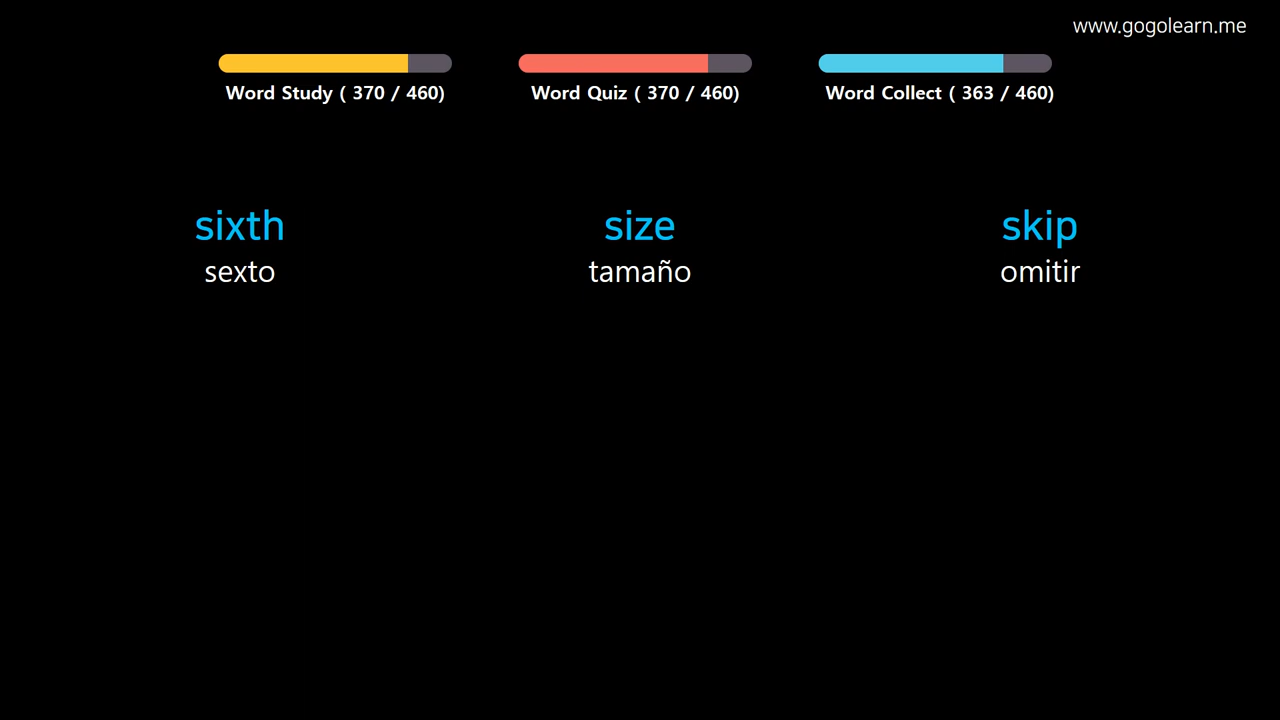 www.gogolearn.me
Word Study ( 370 / 460)
Word Quiz ( 370 / 460)
Word Collect ( 363 / 460)
sixth
sexto
size
tamaño
skip
omitir